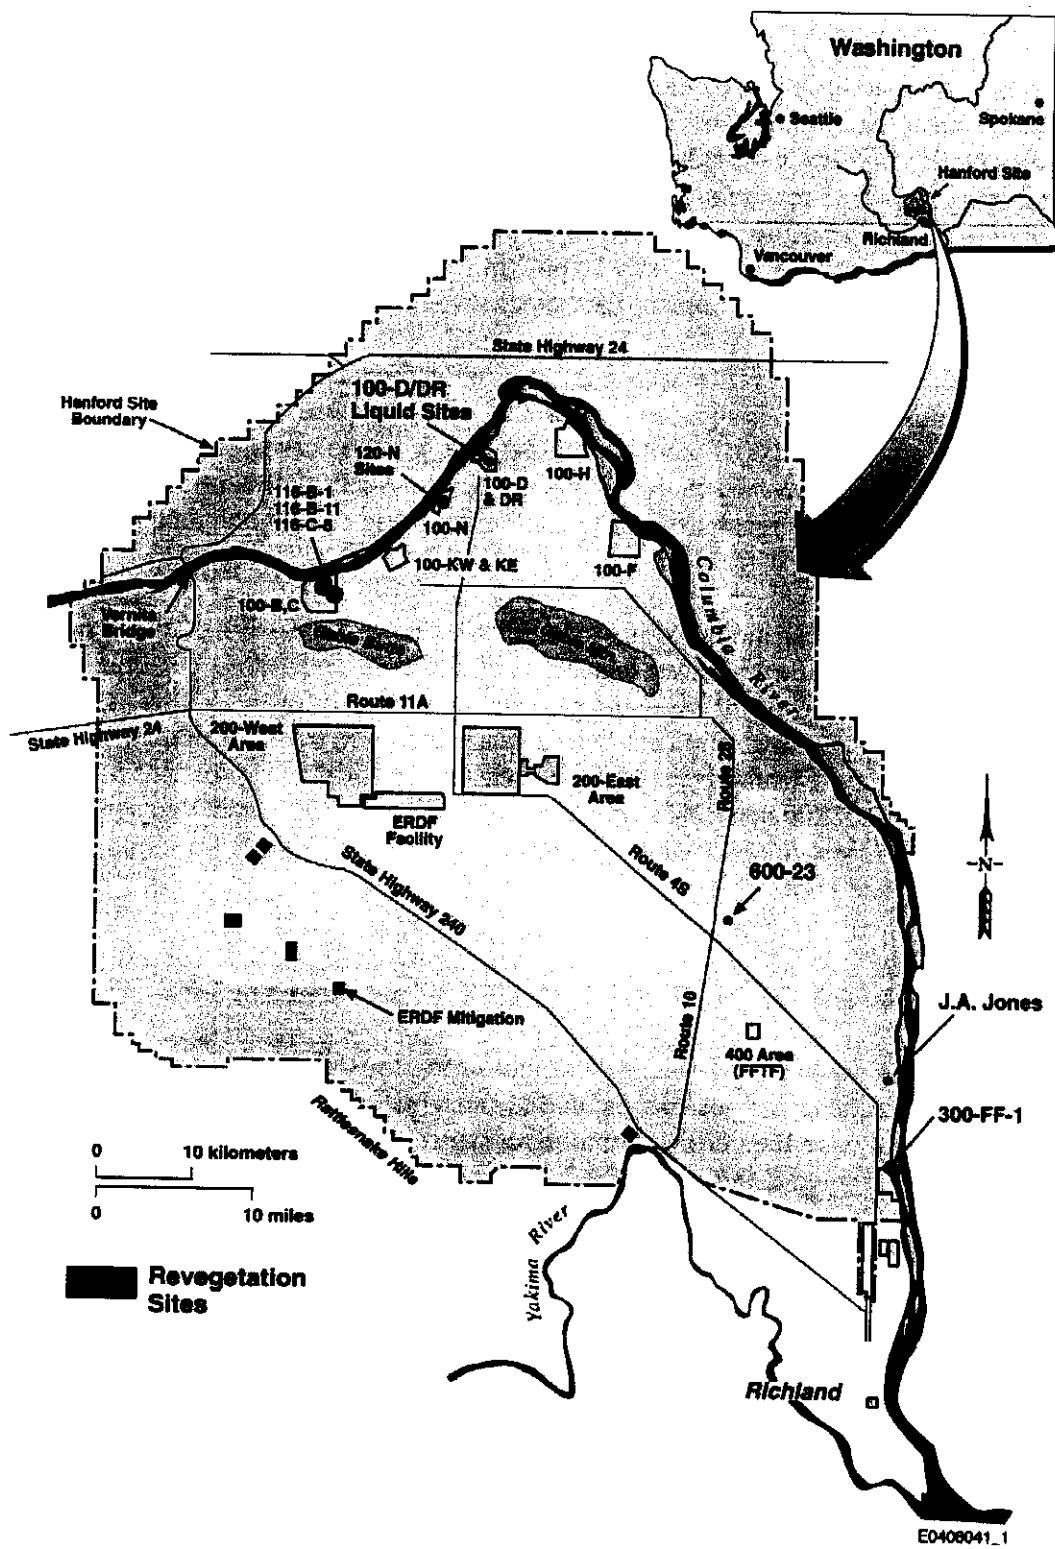 Washington
Seattle
Spokane
Hanford Site
Richland
Vancouver
State Highway 24
Hanford Site
Boundary
100-D/DR
Liquid Sites
120-N
Sites
116-B-1
116-B-11
116-C-5
100-D
& DR
100-H
100-N
100-KW & KE
100-F
100-B,C
Vernita
Bridge
Columbia
River
Route 11A
State Highway 24
200-West
Area
200-East
Area
ERDF
Facility
State Highway 240
Route 4S
600-23
N
ERDF Mitigation
Route 10
400 Area
(FFTF)
J.A. Jones
300-FF-1
Rattlesnake Hills
0 10 kilometers
0 10 miles
Yakima River
Revegetation
Sites
Richland
E0408041_1